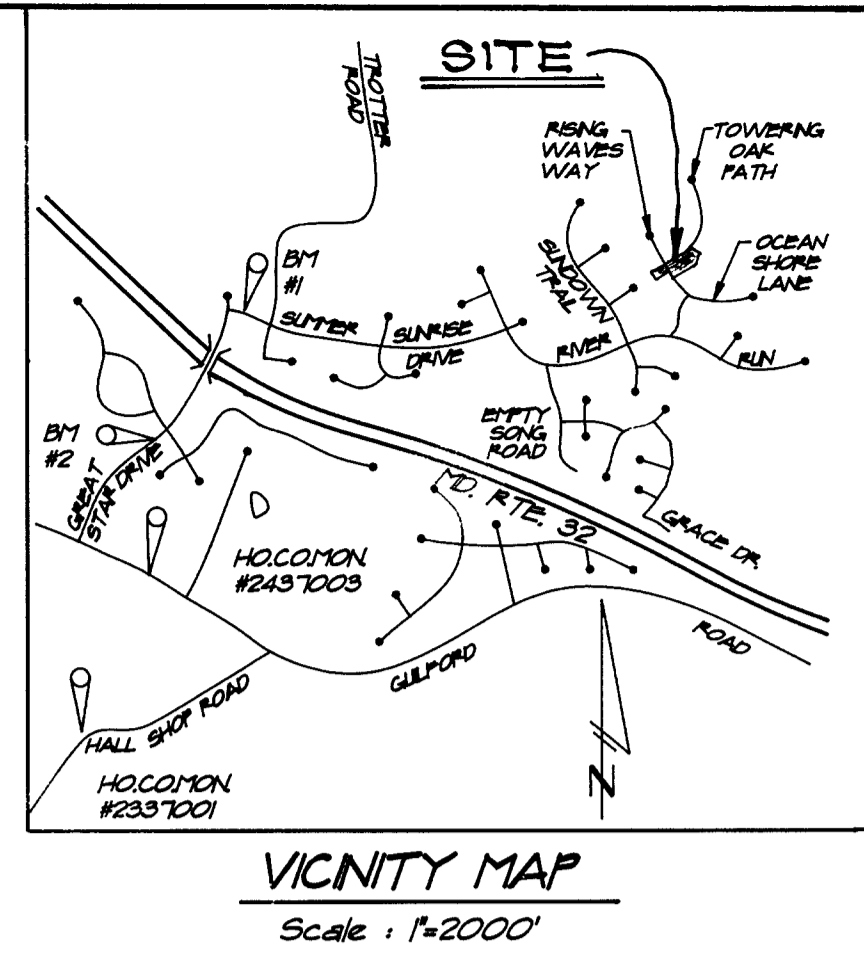 SITE
TROTTER
ROAD
RISNG
WAVES
WAY
TOWERNG
OAK
PATH
OCEAN
SHORE
LANE
SUNDOWN
TRAIL
BM
#1
SUMMER SUNRISE
DRIVE
RIVER RUN
EMPTY
SONG
ROAD
BM
#2
GREAT
STAR DRIVE
MD. RTE. 32
GRACE DR.
HO.CO.MON.
#2437003
GUILFORD ROAD
HALL SHOP ROAD
HO.CO.MON.
#2337001
N
VICINITY MAP
Scale : 1"=2000'